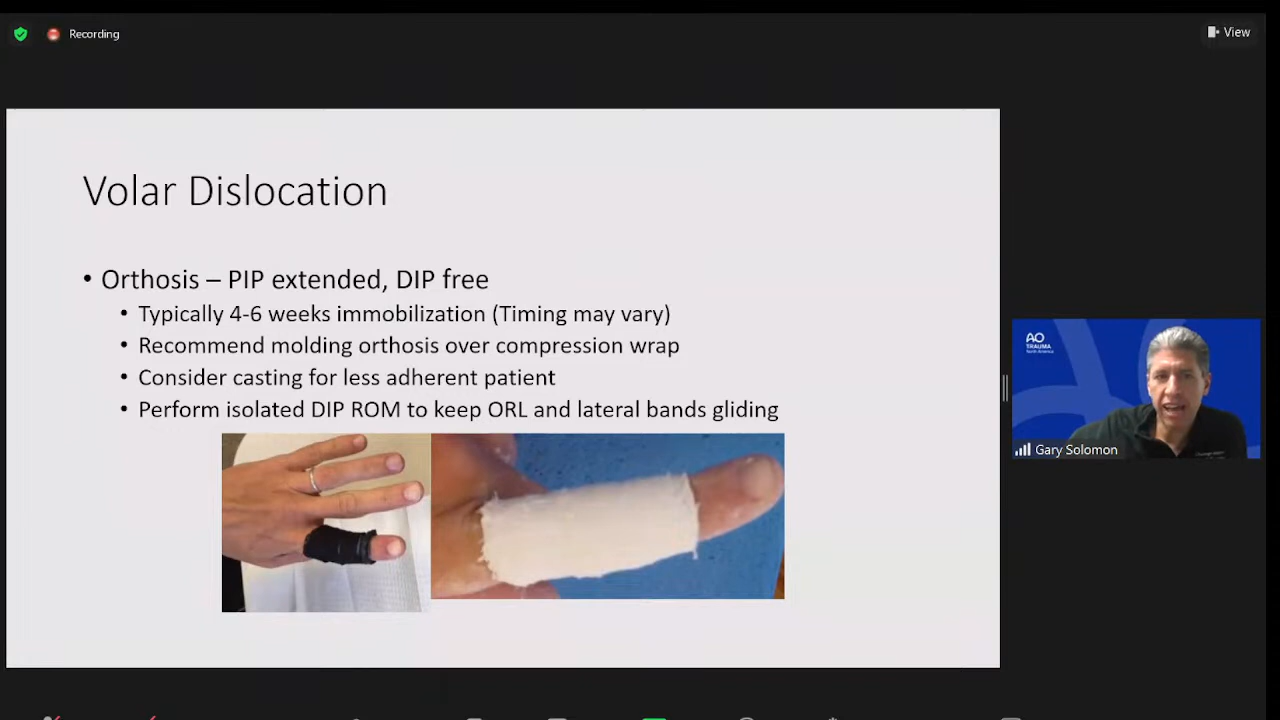 Recording
View
Volar Dislocation
• Orthosis – PIP extended, DIP free
• Typically 4-6 weeks immobilization (Timing may vary)
• Recommend molding orthosis over compression wrap
• Consider casting for less adherent patient
• Perform isolated DIP ROM to keep ORL and lateral bands gliding
AO
TRAUMA
North America
Gary Solomon